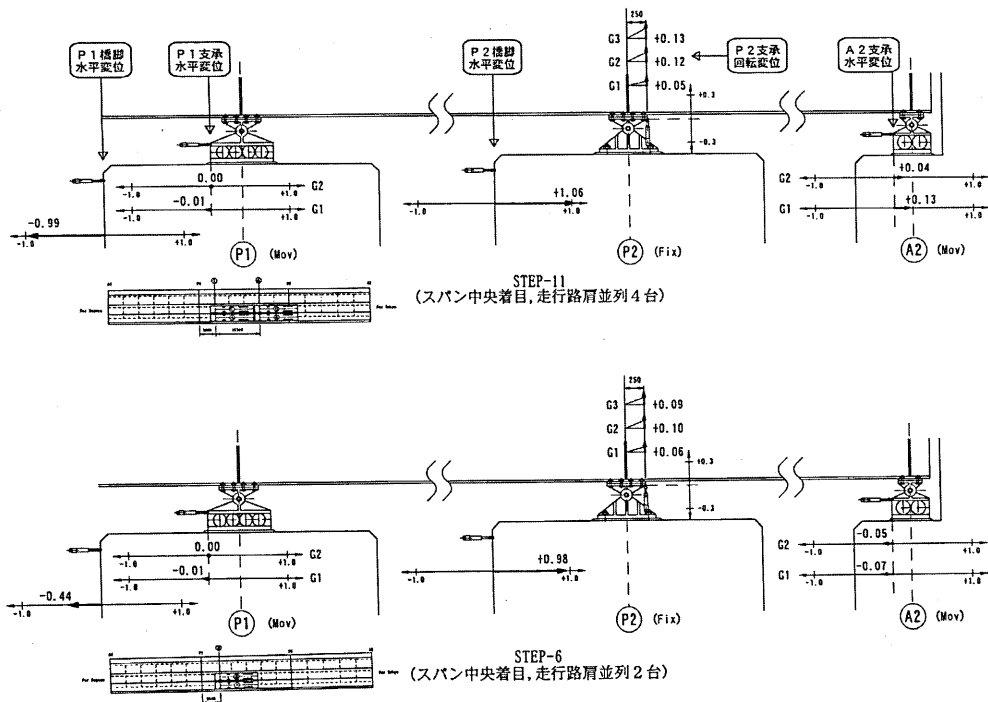 P1橋脚
水平変位
P1支承
水平変位
P2橋脚
水平変位
250
G3 +0.13
G2 +0.12
G1 +0.05
+0.3
-0.3
P2支承
回転変位
A2支承
水平変位
0.00
-1.0 +1.0 G2
-0.01
-1.0 +1.0 G1
-0.99
-1.0 +1.0
+1.06
-1.0 +1.0
+0.04
G2 -1.0 +1.0
+0.13
G1 -1.0 +1.0
P1 (Mov)
P2 (Fix)
A2 (Mov)
STEP-11
(スパン中央着目,走行路肩並列4台)
250
G3 +0.09
G2 +0.10
G1 +0.06
+0.3
-0.3
0.00
-1.0 +1.0 G2
-0.01
-1.0 +1.0 G1
-0.44
-1.0 +1.0
+0.98
-1.0 +1.0
-0.05
G2 -1.0 +1.0
-0.07
G1 -1.0 +1.0
P1 (Mov)
P2 (Fix)
A2 (Mov)
STEP-6
(スパン中央着目,走行路肩並列2台)